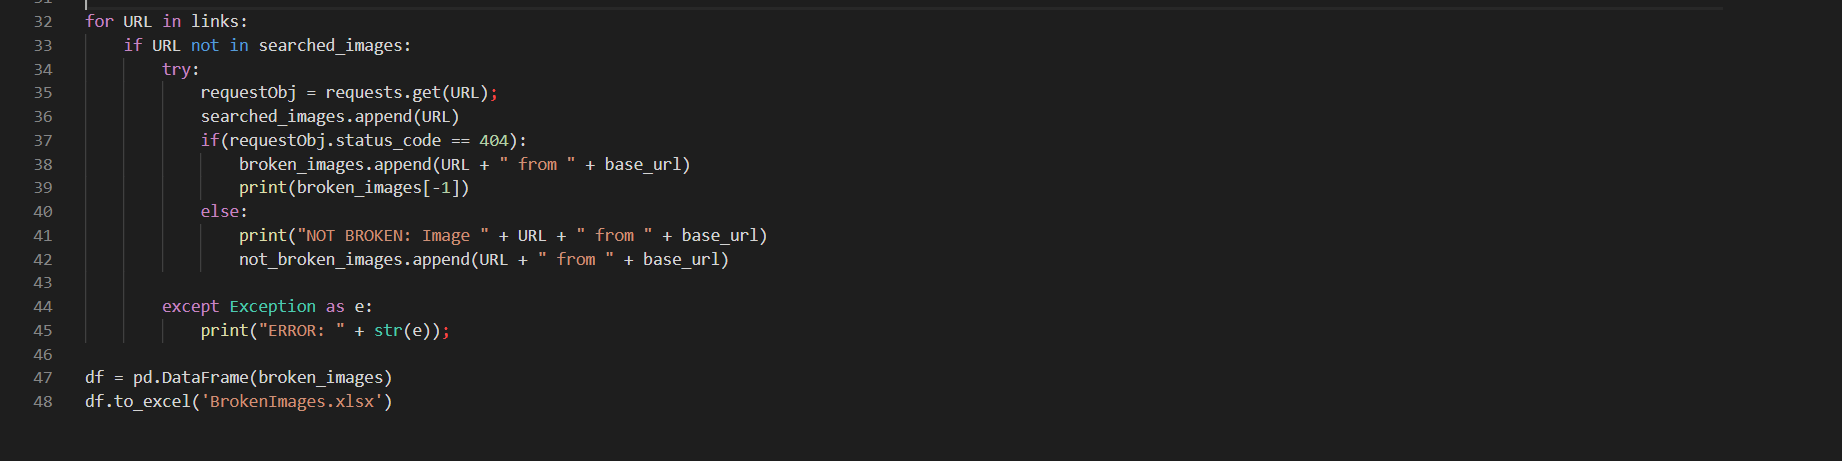 32 for URL in links:
33 if URL not in searched_images:
34 try:
35 requestObj = requests.get(URL);
36 searched_images.append(URL)
37 if(requestObj.status_code == 404):
38 broken_images.append(URL + " from " + base_url)
39 print(broken_images[-1])
40 else:
41 print("NOT BROKEN: Image " + URL + " from " + base_url)
42 not_broken_images.append(URL + " from " + base_url)
43
44 except Exception as e:
45 print("ERROR: " + str(e));
46
47 df = pd.DataFrame(broken_images)
48 df.to_excel('BrokenImages.xlsx')